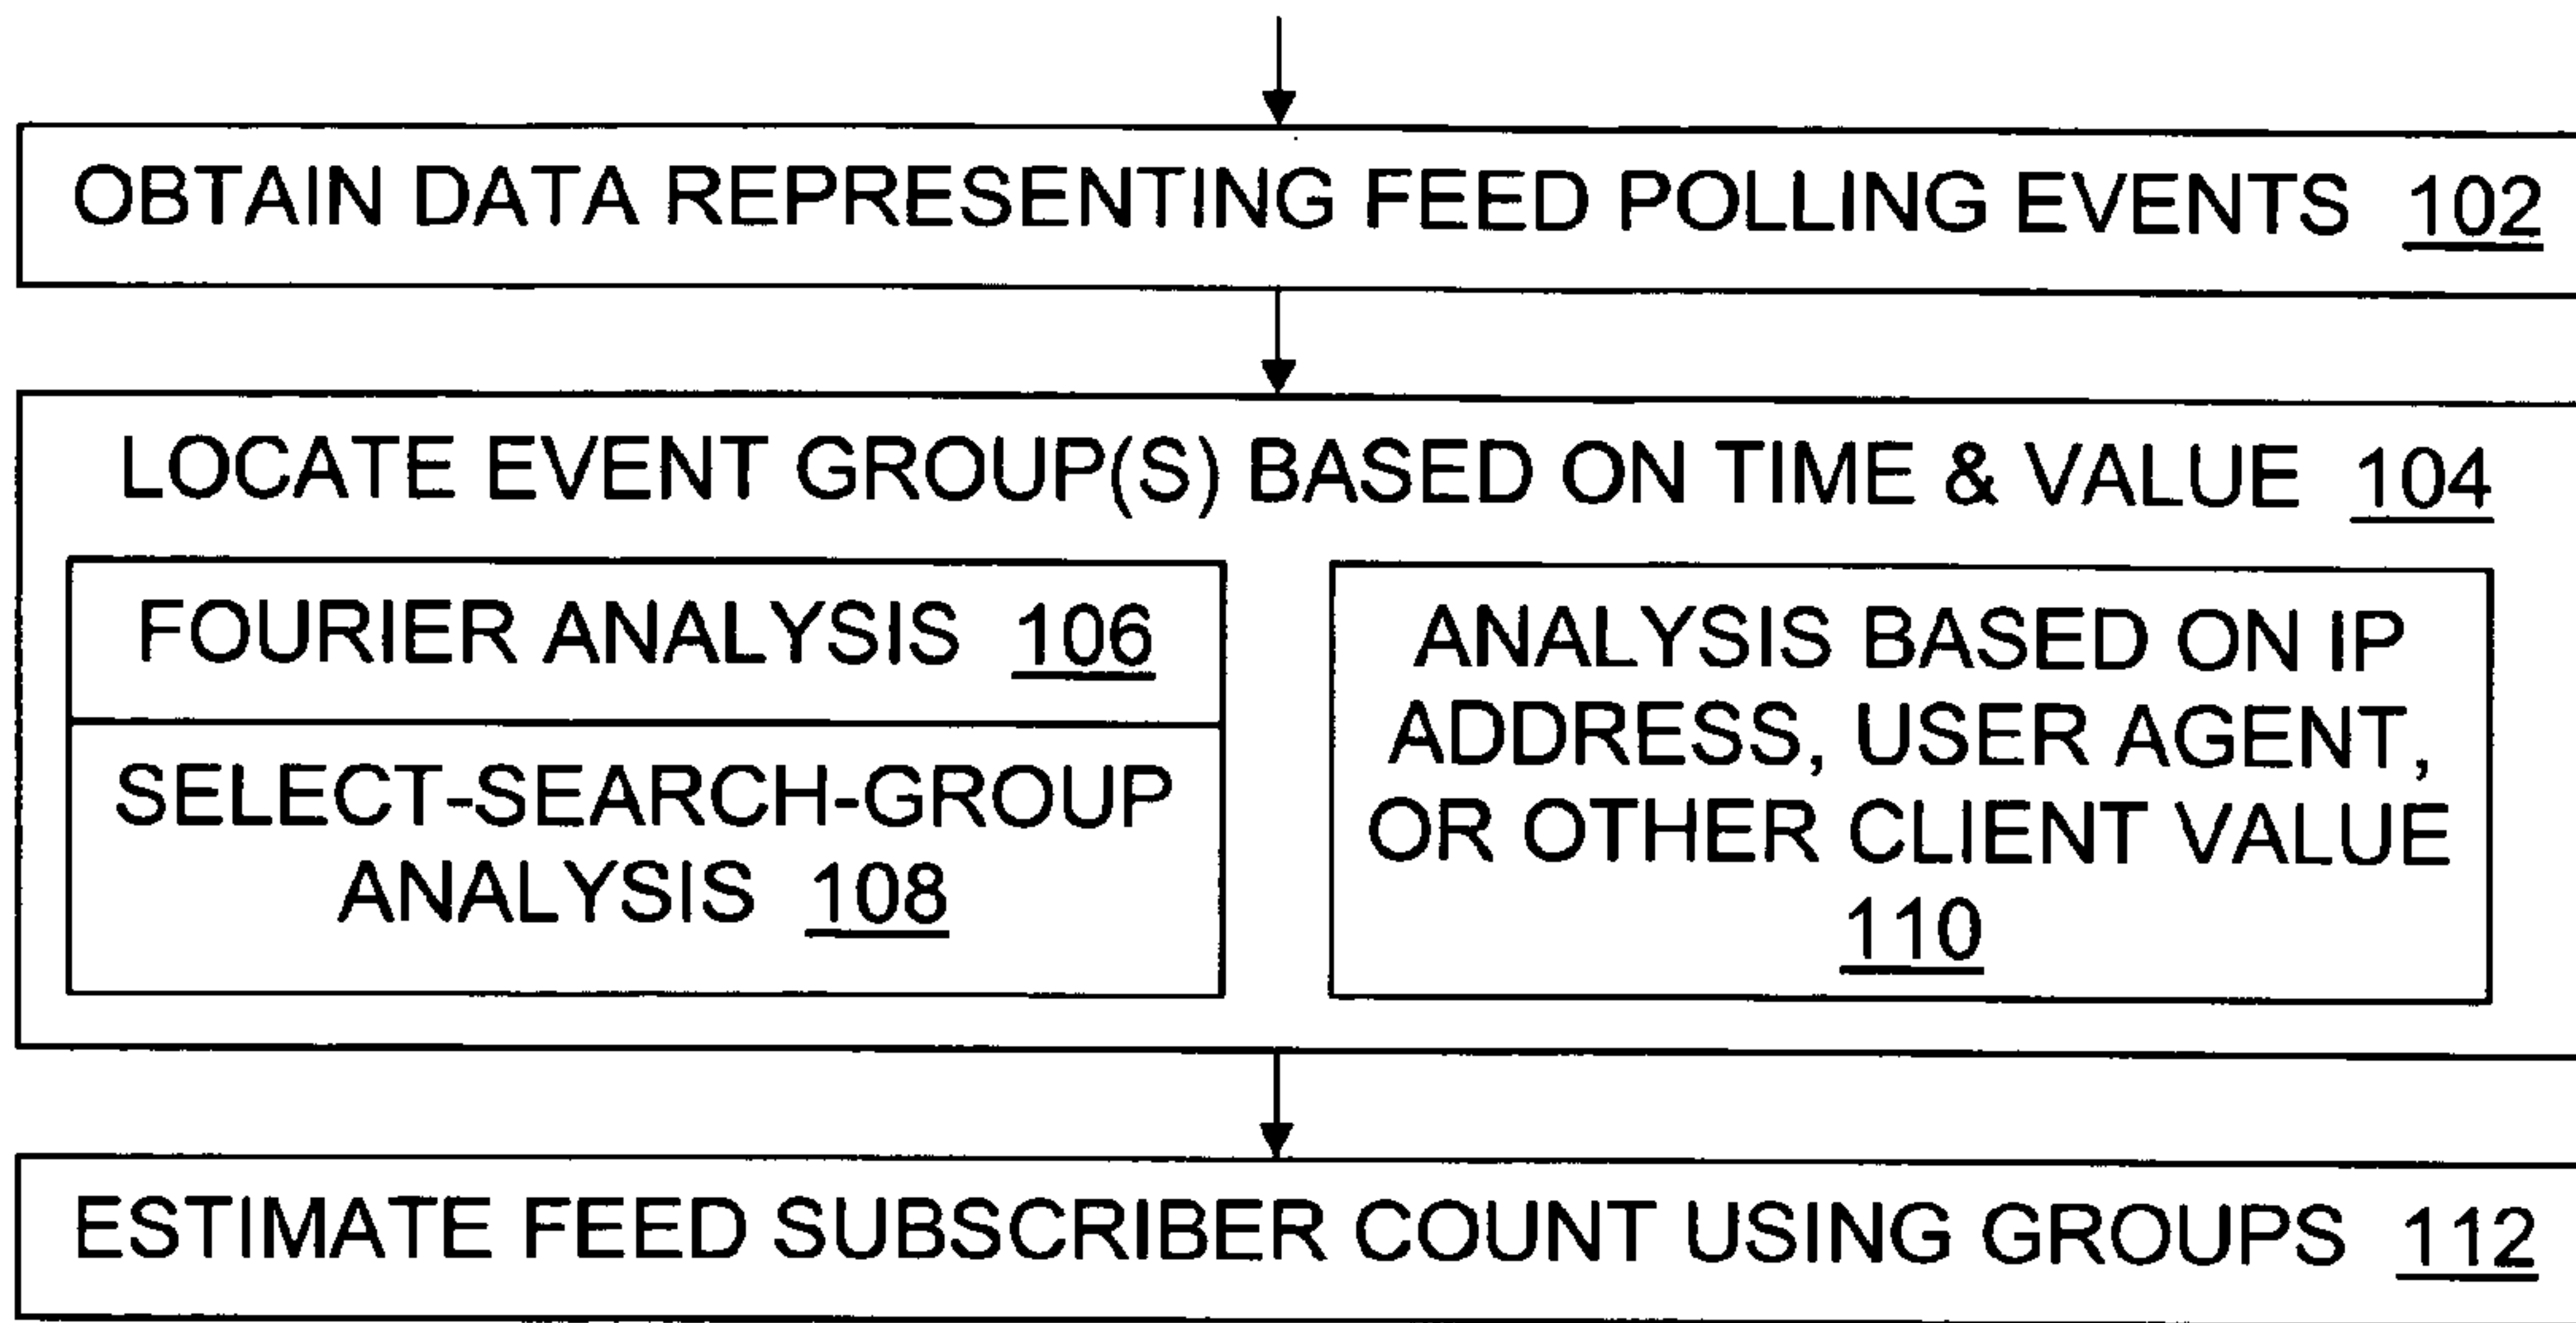 OBTAIN DATA REPRESENTING FEED POLLING EVENTS 102
LOCATE EVENT GROUP(S) BASED ON TIME & VALUE 104
FOURIER ANALYSIS 106
SELECT-SEARCH-GROUP
ANALYSIS 108
ANALYSIS BASED ON IP
ADDRESS, USER AGENT,
OR OTHER CLIENT VALUE
110
ESTIMATE FEED SUBSCRIBER COUNT USING GROUPS 112